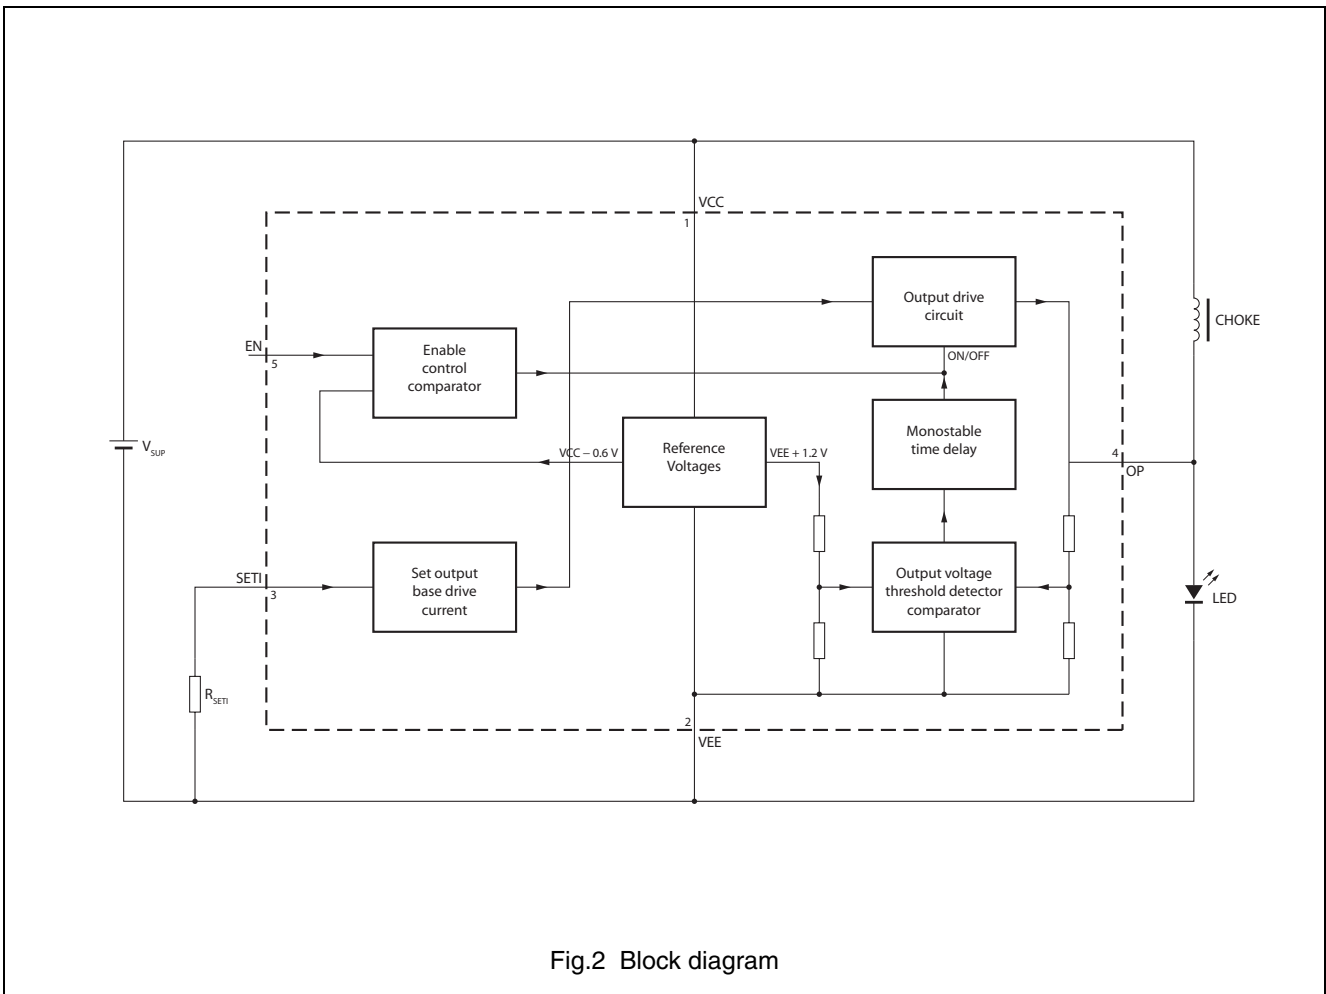 VCC
1
Output drive
circuit
CHOKE
EN
5
Enable
control
comparator
ON/OFF
Monostable
time delay
V_SUP
VCC – 0.6 V
Reference
Voltages
VEE + 1.2 V
4
OP
SETI
3
Set output
base drive
current
Output voltage
threshold detector
comparator
LED
R_SETI
2
VEE
Fig.2 Block diagram